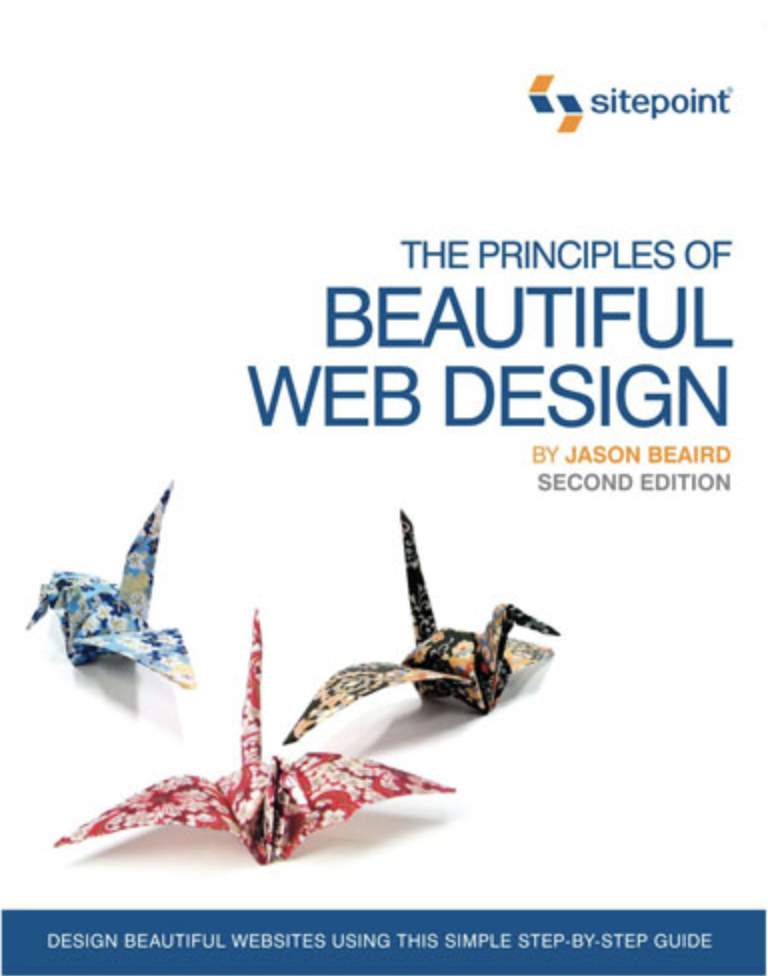 sitepoint®
THE PRINCIPLES OF
BEAUTIFUL
WEB DESIGN
BY JASON BEAIRD
SECOND EDITION
DESIGN BEAUTIFUL WEBSITES USING THIS SIMPLE STEP-BY-STEP GUIDE